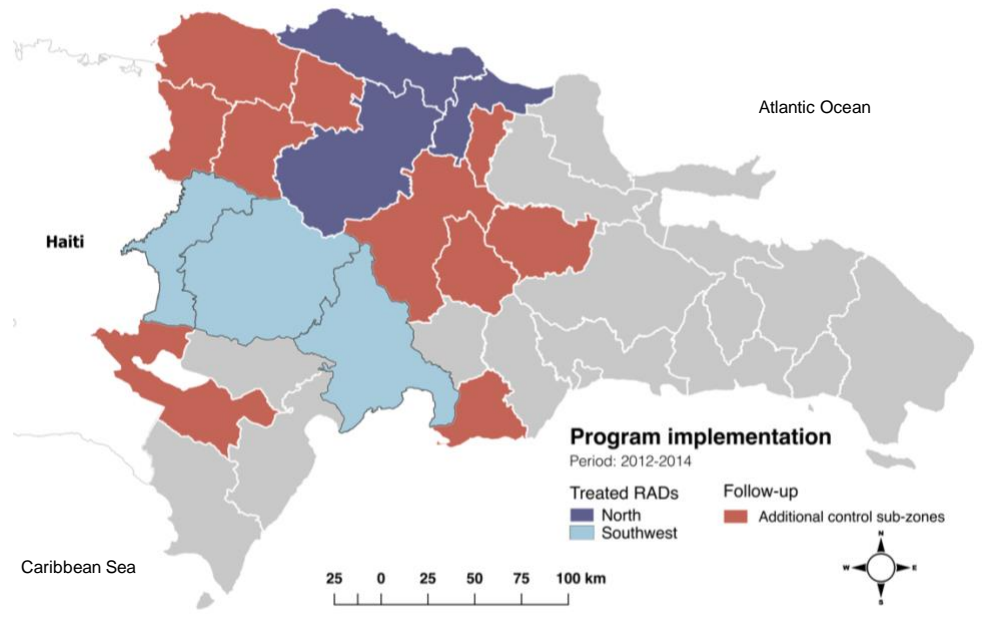 Atlantic Ocean
Haiti
Program implementation
Period: 2012-2014
Treated RADs
North
Southwest
Follow-up
Additional control sub-zones
Caribbean Sea
25 0 25 50 75 100 km
N
W E
S